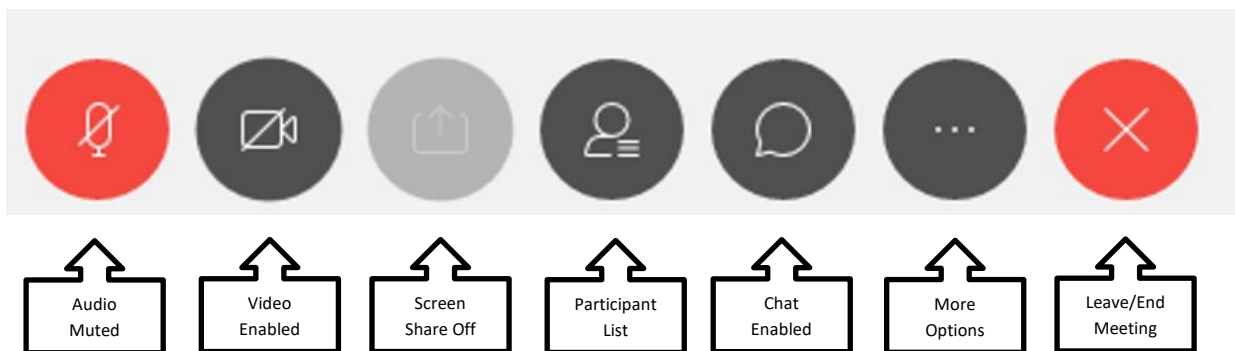 Audio
Muted
Video
Enabled
Screen
Share Off
Participant
List
Chat
Enabled
More
Options
Leave/End
Meeting